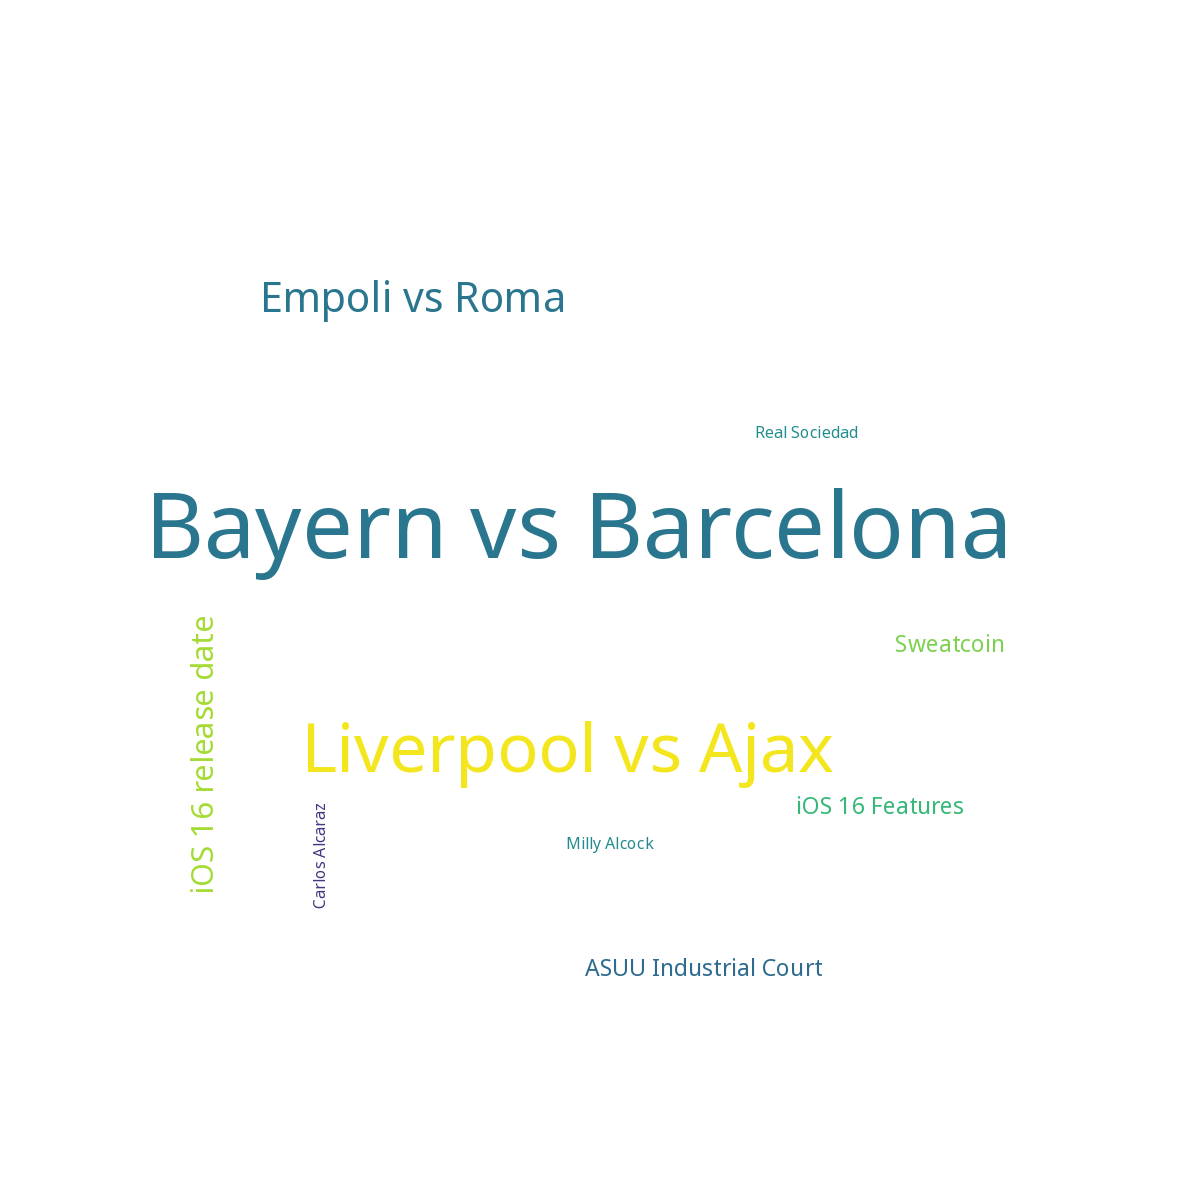 Empoli vs Roma
Real Sociedad
Bayern vs Barcelona
iOS 16 release date
Sweatcoin
Liverpool vs Ajax
iOS 16 Features
Carlos Alcaraz
Milly Alcock
ASUU Industrial Court